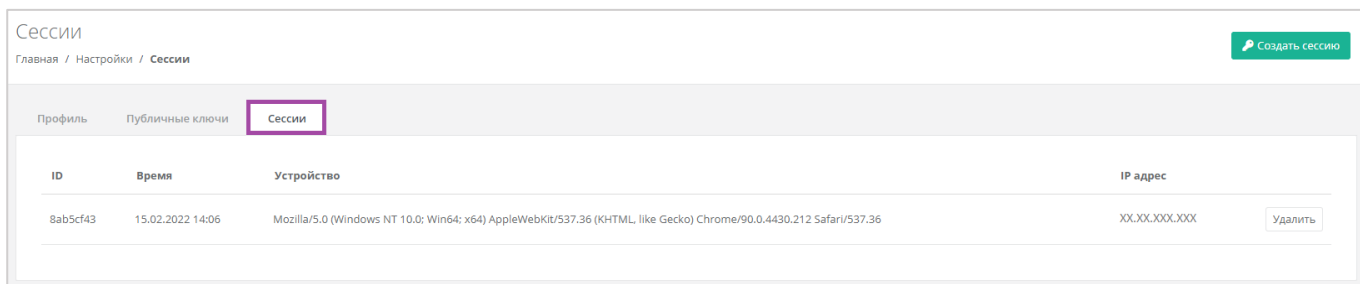 Сессии
Создать сессию
Главная / Настройки / Сессии
Профиль Публичные ключи Сессии
ID Время Устройство IP адрес
8ab5cf43 15.02.2022 14:06 Mozilla/5.0 (Windows NT 10.0; Win64; x64) AppleWebKit/537.36 (KHTML, like Gecko) Chrome/90.0.4430.212 Safari/537.36 XX.XX.XXX.XXX Удалить